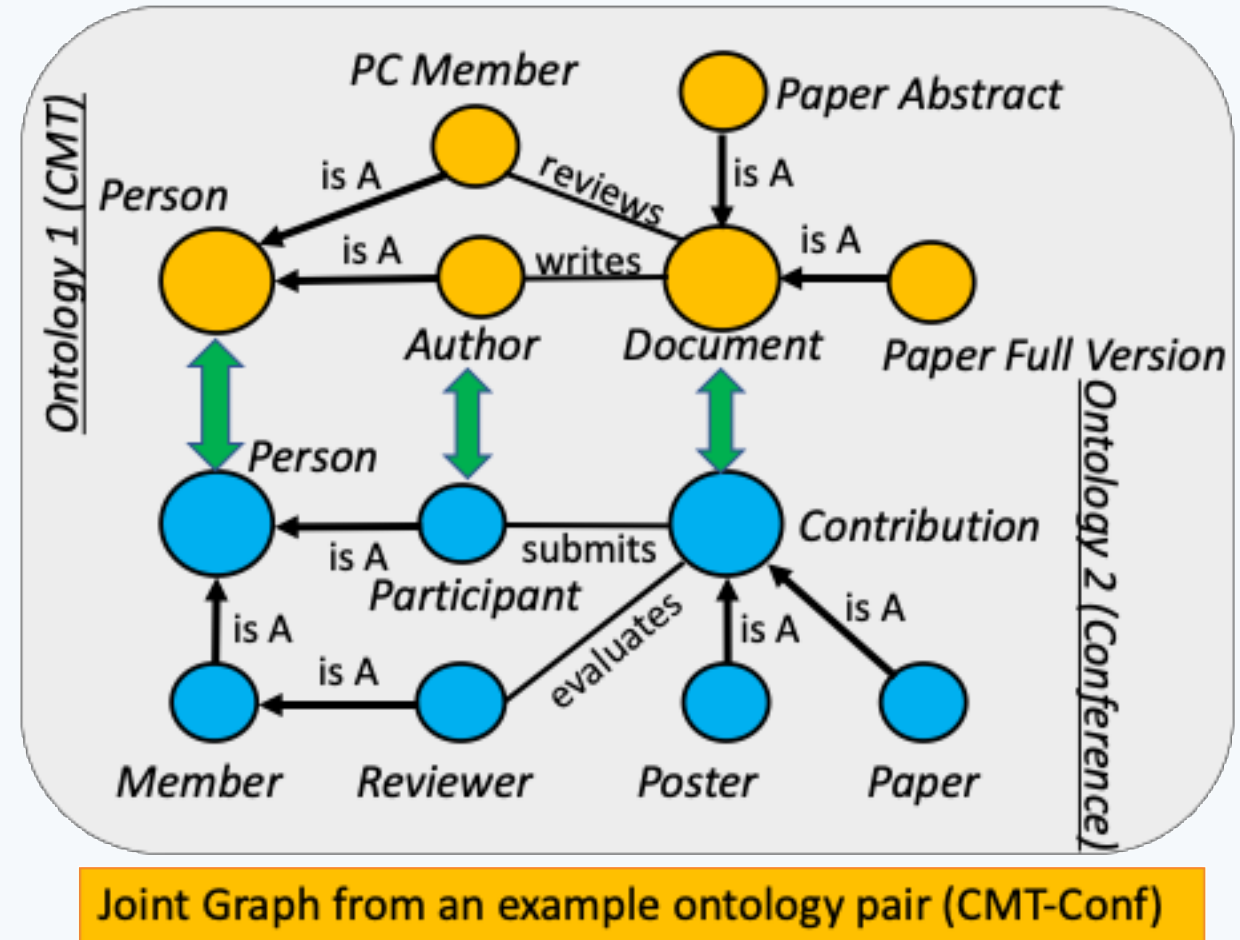 PC Member
Paper Abstract
Ontology 1 (CMT)
is A
reviews
is A
Person
is A
writes
is A
Author
Document
Paper Full Version
Person
Contribution
Ontology 2 (Conference)
is A
submits
Participant
is A
is A
evaluates
is A
is A
Member
Reviewer
Poster
Paper
Joint Graph from an example ontology pair (CMT-Conf)